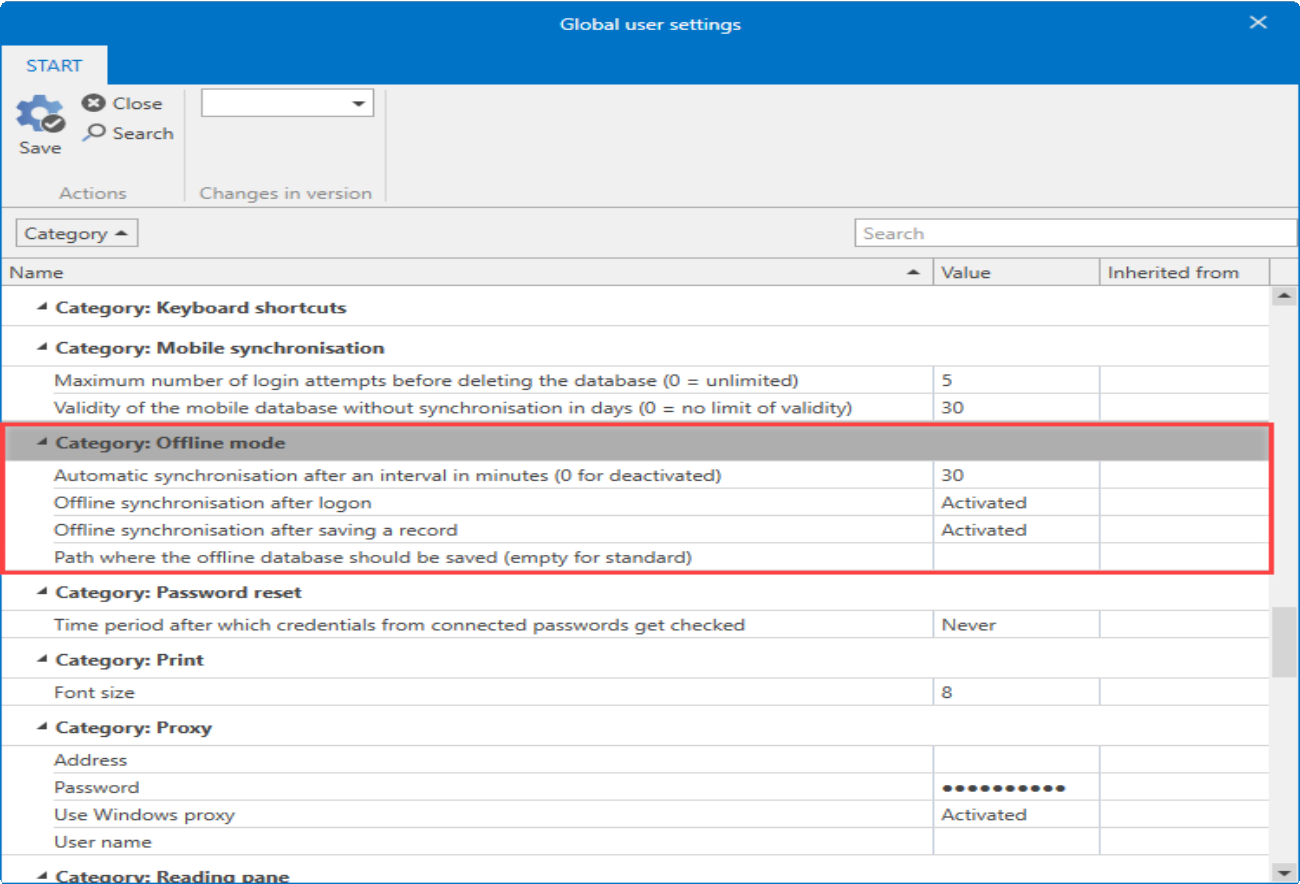 Global user settings
START
Save
Close
Search
Actions
Changes in version
Category
Search
Name Value Inherited from
Category: Keyboard shortcuts
Category: Mobile synchronisation
Maximum number of login attempts before deleting the database (0 = unlimited) 5
Validity of the mobile database without synchronisation in days (0 = no limit of validity) 30
Category: Offline mode
Automatic synchronisation after an interval in minutes (0 for deactivated) 30
Offline synchronisation after logon Activated
Offline synchronisation after saving a record Activated
Path where the offline database should be saved (empty for standard)
Category: Password reset
Time period after which credentials from connected passwords get checked Never
Category: Print
Font size 8
Category: Proxy
Address
Password ●●●●●●●●●●
Use Windows proxy Activated
User name
Category: Reading pane